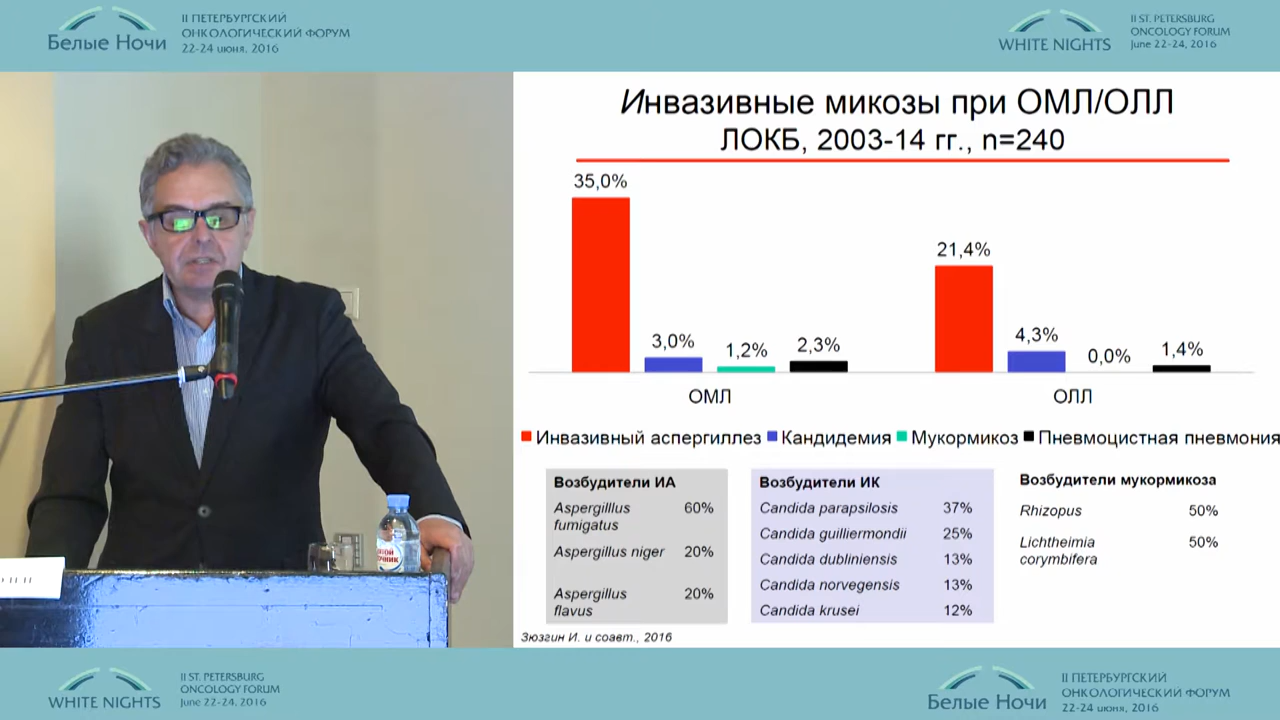 Белые Ночи
II ПЕТЕРБУРГСКИЙ
ОНКОЛОГИЧЕСКИЙ ФОРУМ
22-24 июня, 2016
WHITE NIGHTS
II ST. PETERSBURG
ONCOLOGY FORUM
June 22-24, 2016
Инвазивные микозы при ОМЛ/ОЛЛ
ЛОКБ, 2003-14 гг., n=240
35,0%
3,0%
1,2%
2,3%
21,4%
4,3%
0,0%
1,4%
ОМЛ
ОЛЛ
Инвазивный аспергиллез Кандидемия Мукормикоз Пневмоцистная пневмония
Возбудители ИА
Aspergilllus fumigatus 60%
Aspergillus niger 20%
Aspergillus flavus 20%
Возбудители ИК
Candida parapsilosis 37%
Candida guilliermondii 25%
Candida dubliniensis 13%
Candida norvegensis 13%
Candida krusei 12%
Возбудители мукормикоза
Rhizopus 50%
Lichtheimia corymbifera 50%
Зюзгин И. и соавт., 2016
WHITE NIGHTS
II ST. PETERSBURG
ONCOLOGY FORUM
June 22-24, 2016
Белые Ночи
II ПЕТЕРБУРГСКИЙ
ОНКОЛОГИЧЕСКИЙ ФОРУМ
22-24 июня, 2016